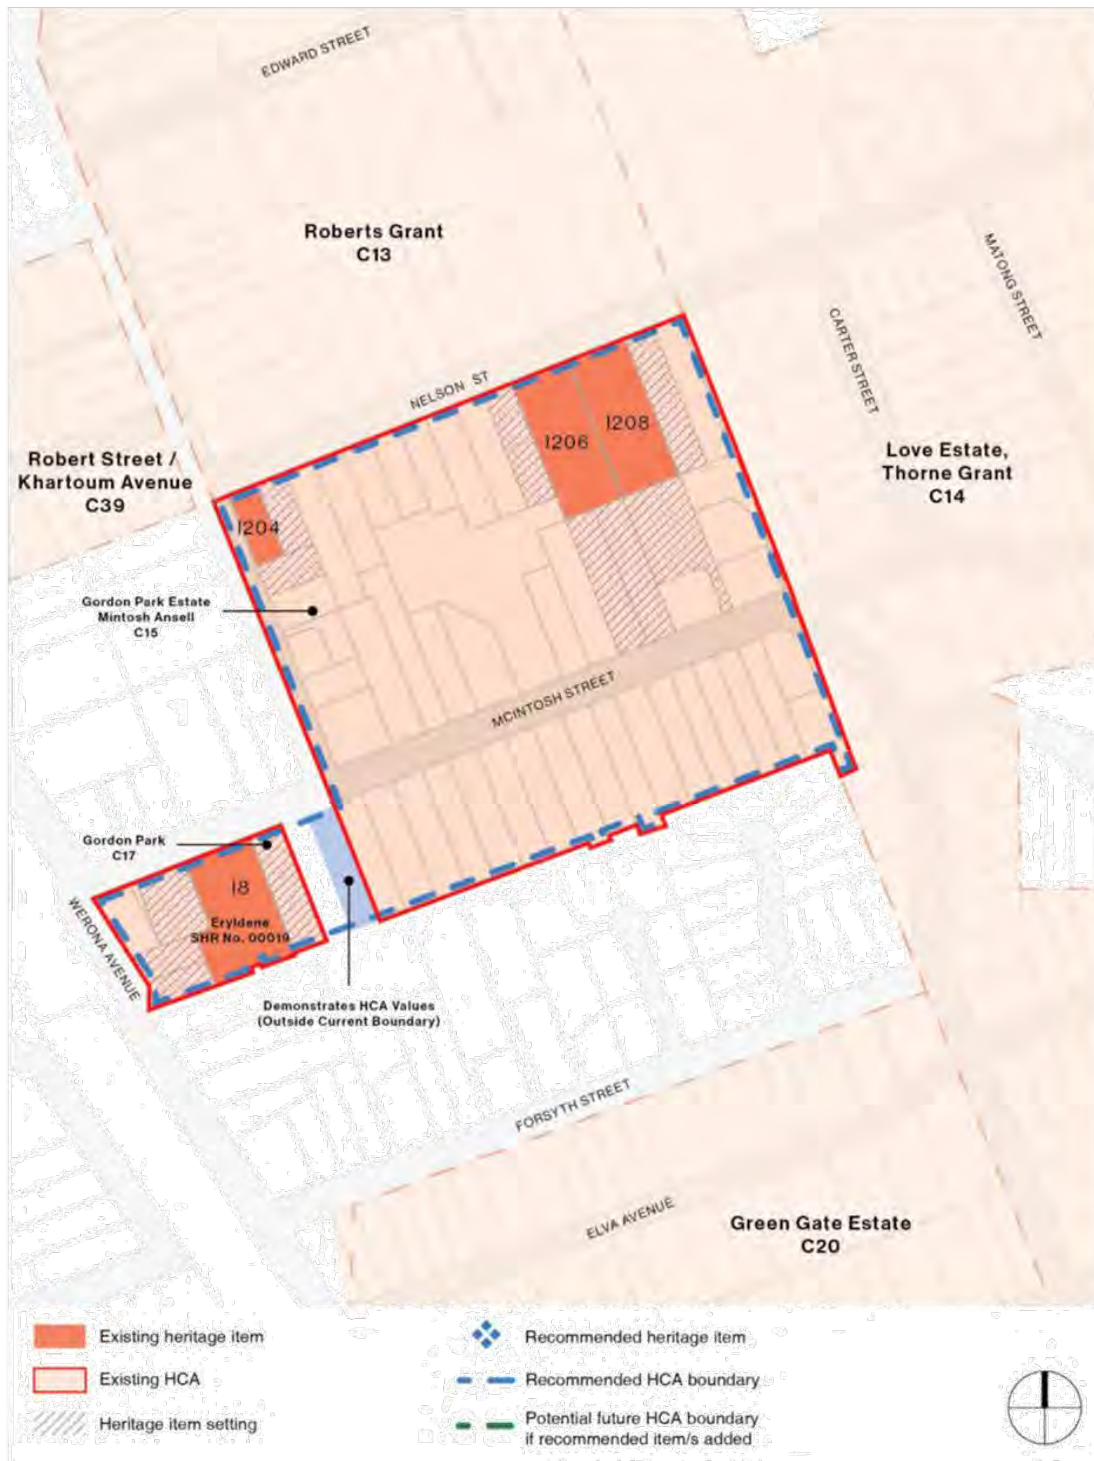 EDWARD STREET
Roberts Grant
C13
MATONG STREET
CARTER STREET
NELSON ST
I206
I208
Robert Street /
Khartoum Avenue
C39
Love Estate,
Thorne Grant
C14
I204
Gordon Park Estate
Mintosh Ansell
C15
MCINTOSH STREET
Gordon Park
C17
I8
Eryldene
SHR No. 00019
WERONA AVENUE
Demonstrates HCA Values
(Outside Current Boundary)
FORSYTH STREET
ELVA AVENUE
Green Gate Estate
C20
Existing heritage item
Existing HCA
Heritage item setting
Recommended heritage item
Recommended HCA boundary
Potential future HCA boundary
if recommended item/s added